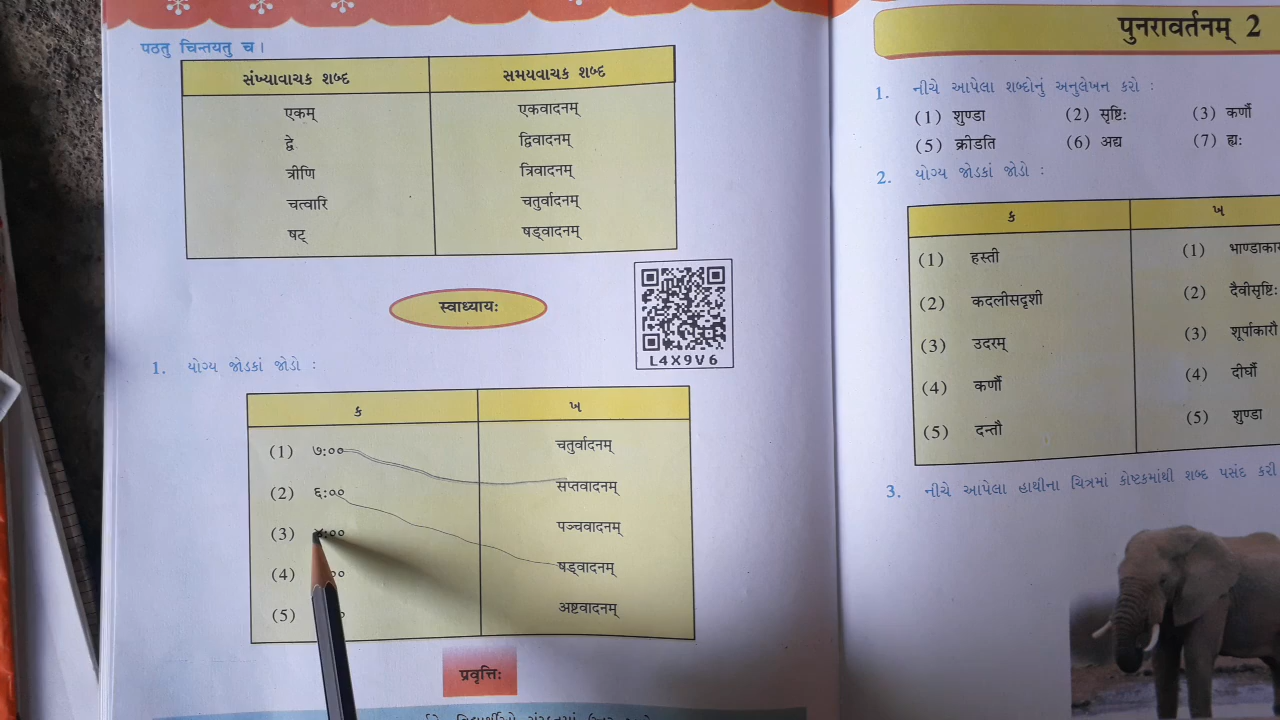 પઠતુ ચિન્તયતુ ચ ।
સંખ્યાવાચક શબ્દ	સમયવાચક શબ્દ
एकम्	एकवादनम्
द्वे	द्विवादनम्
त्रीणि	त्रिवादनम्
चत्वारि	चतुर्वादनम्
षट्	षड्वादनम्
स्वाध्यायः
L4X9V6
1. યોગ્ય જોડકાં જોડો :
ક	ખ
(1) ७:००	चतुर्वादनम्
(2) ६:००	सप्तवादनम्
(3) :००	पञ्चवादनम्
(4) ००	षड्वादनम्
(5)	अष्टवादनम्
प्रवृत्तिः
पुनरावर्तनम् 2
1. નીચે આપેલા શબ્દોનું અનુલેખન કરો :
(1) शुण्डा (2) सृष्टिः (3) कर्णौ
(5) क्रीडति (6) अद्य (7) ह्यः
2. યોગ્ય જોડકાં જોડો :
ક	ખ
(1) हस्ती	(1)
(2) कदलीसदृशी	(2) दैवीसृष्टिः
(3) उदरम्	(3) शूर्पाकारौ
(4) कर्णौ	(4) दीर्घौ
(5) दन्तौ	(5) शुण्डा
3. નીચે આપેલા હાથીના ચિત્રમાં કોષ્ટકમાંથી શબ્દ પસંદ કરી